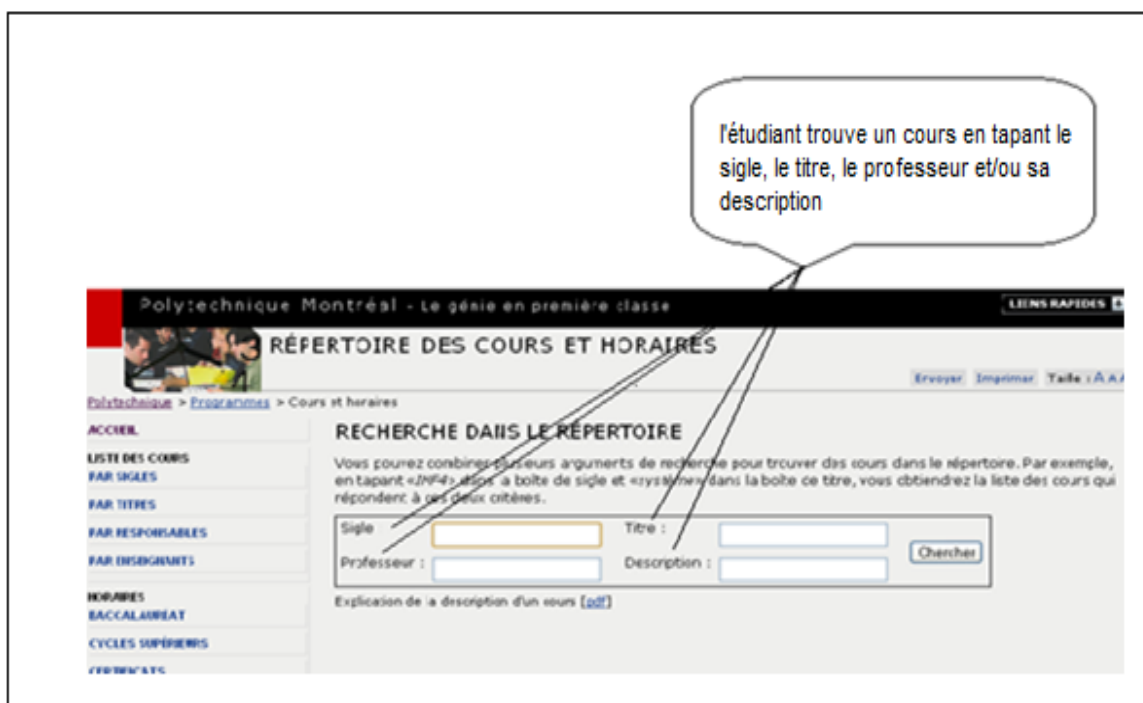 l'étudiant trouve un cours en tapant le
sigle, le titre, le professeur et/ou sa
description
Polytechnique Montréal - Le génie en première classe
LIENS RAPIDES
RÉPERTOIRE DES COURS ET HORAIRES
Envoyer Imprimer Taille : A A A
Polytechnique > Programmes > Cours et horaires
ACCUEIL
LISTE DES COURS
PAR SIGLES
PAR TITRES
PAR RESPONSABLES
PAR ENSEIGNANTS
HORAIRES
BACCALAURÉAT
CYCLES SUPÉRIEURS
CERTIFICATS
RECHERCHE DANS LE RÉPERTOIRE
Vous pouvez combiner plusieurs arguments de recherche pour trouver des cours dans le répertoire. Par exemple,
en tapant «INF4» dans la boîte de sigle et «système» dans la boîte de titre, vous obtiendrez la liste des cours qui
répondent à ces deux critères.
Sigle Titre :
Professeur : Description :
Chercher
Explication de la description d'un cours [pdf]